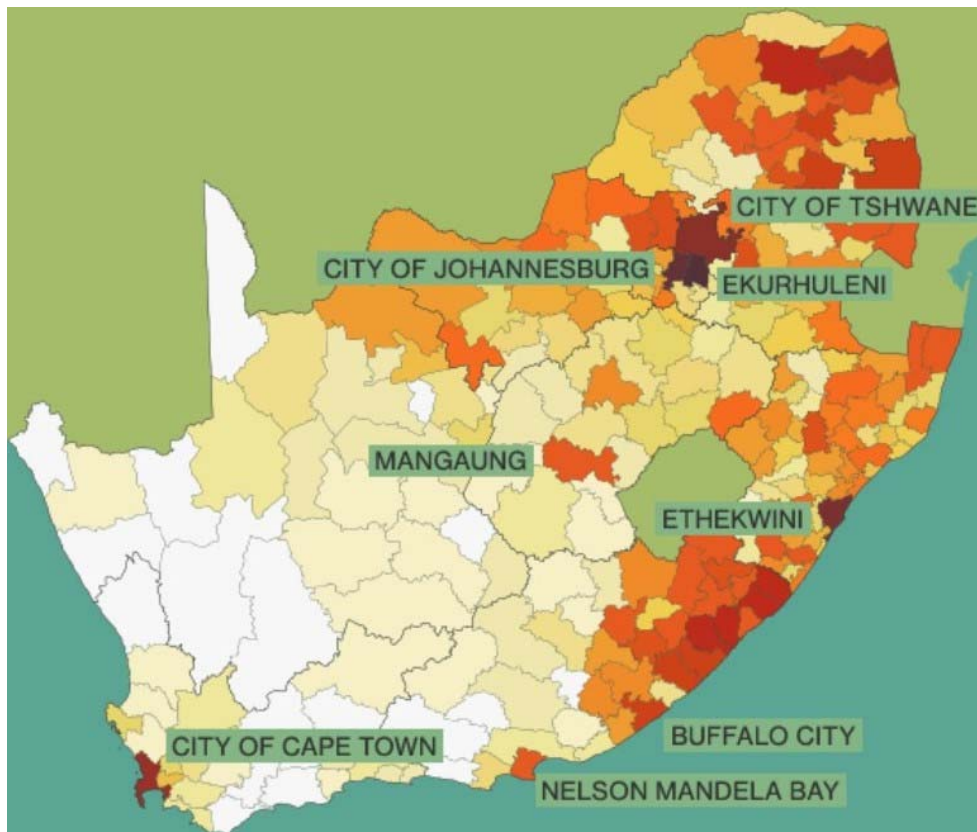 CITY OF TSHWANE
CITY OF JOHANNESBURG
EKURHULENI
MANGAUNG
ETHEKWINI
BUFFALO CITY
CITY OF CAPE TOWN
NELSON MANDELA BAY